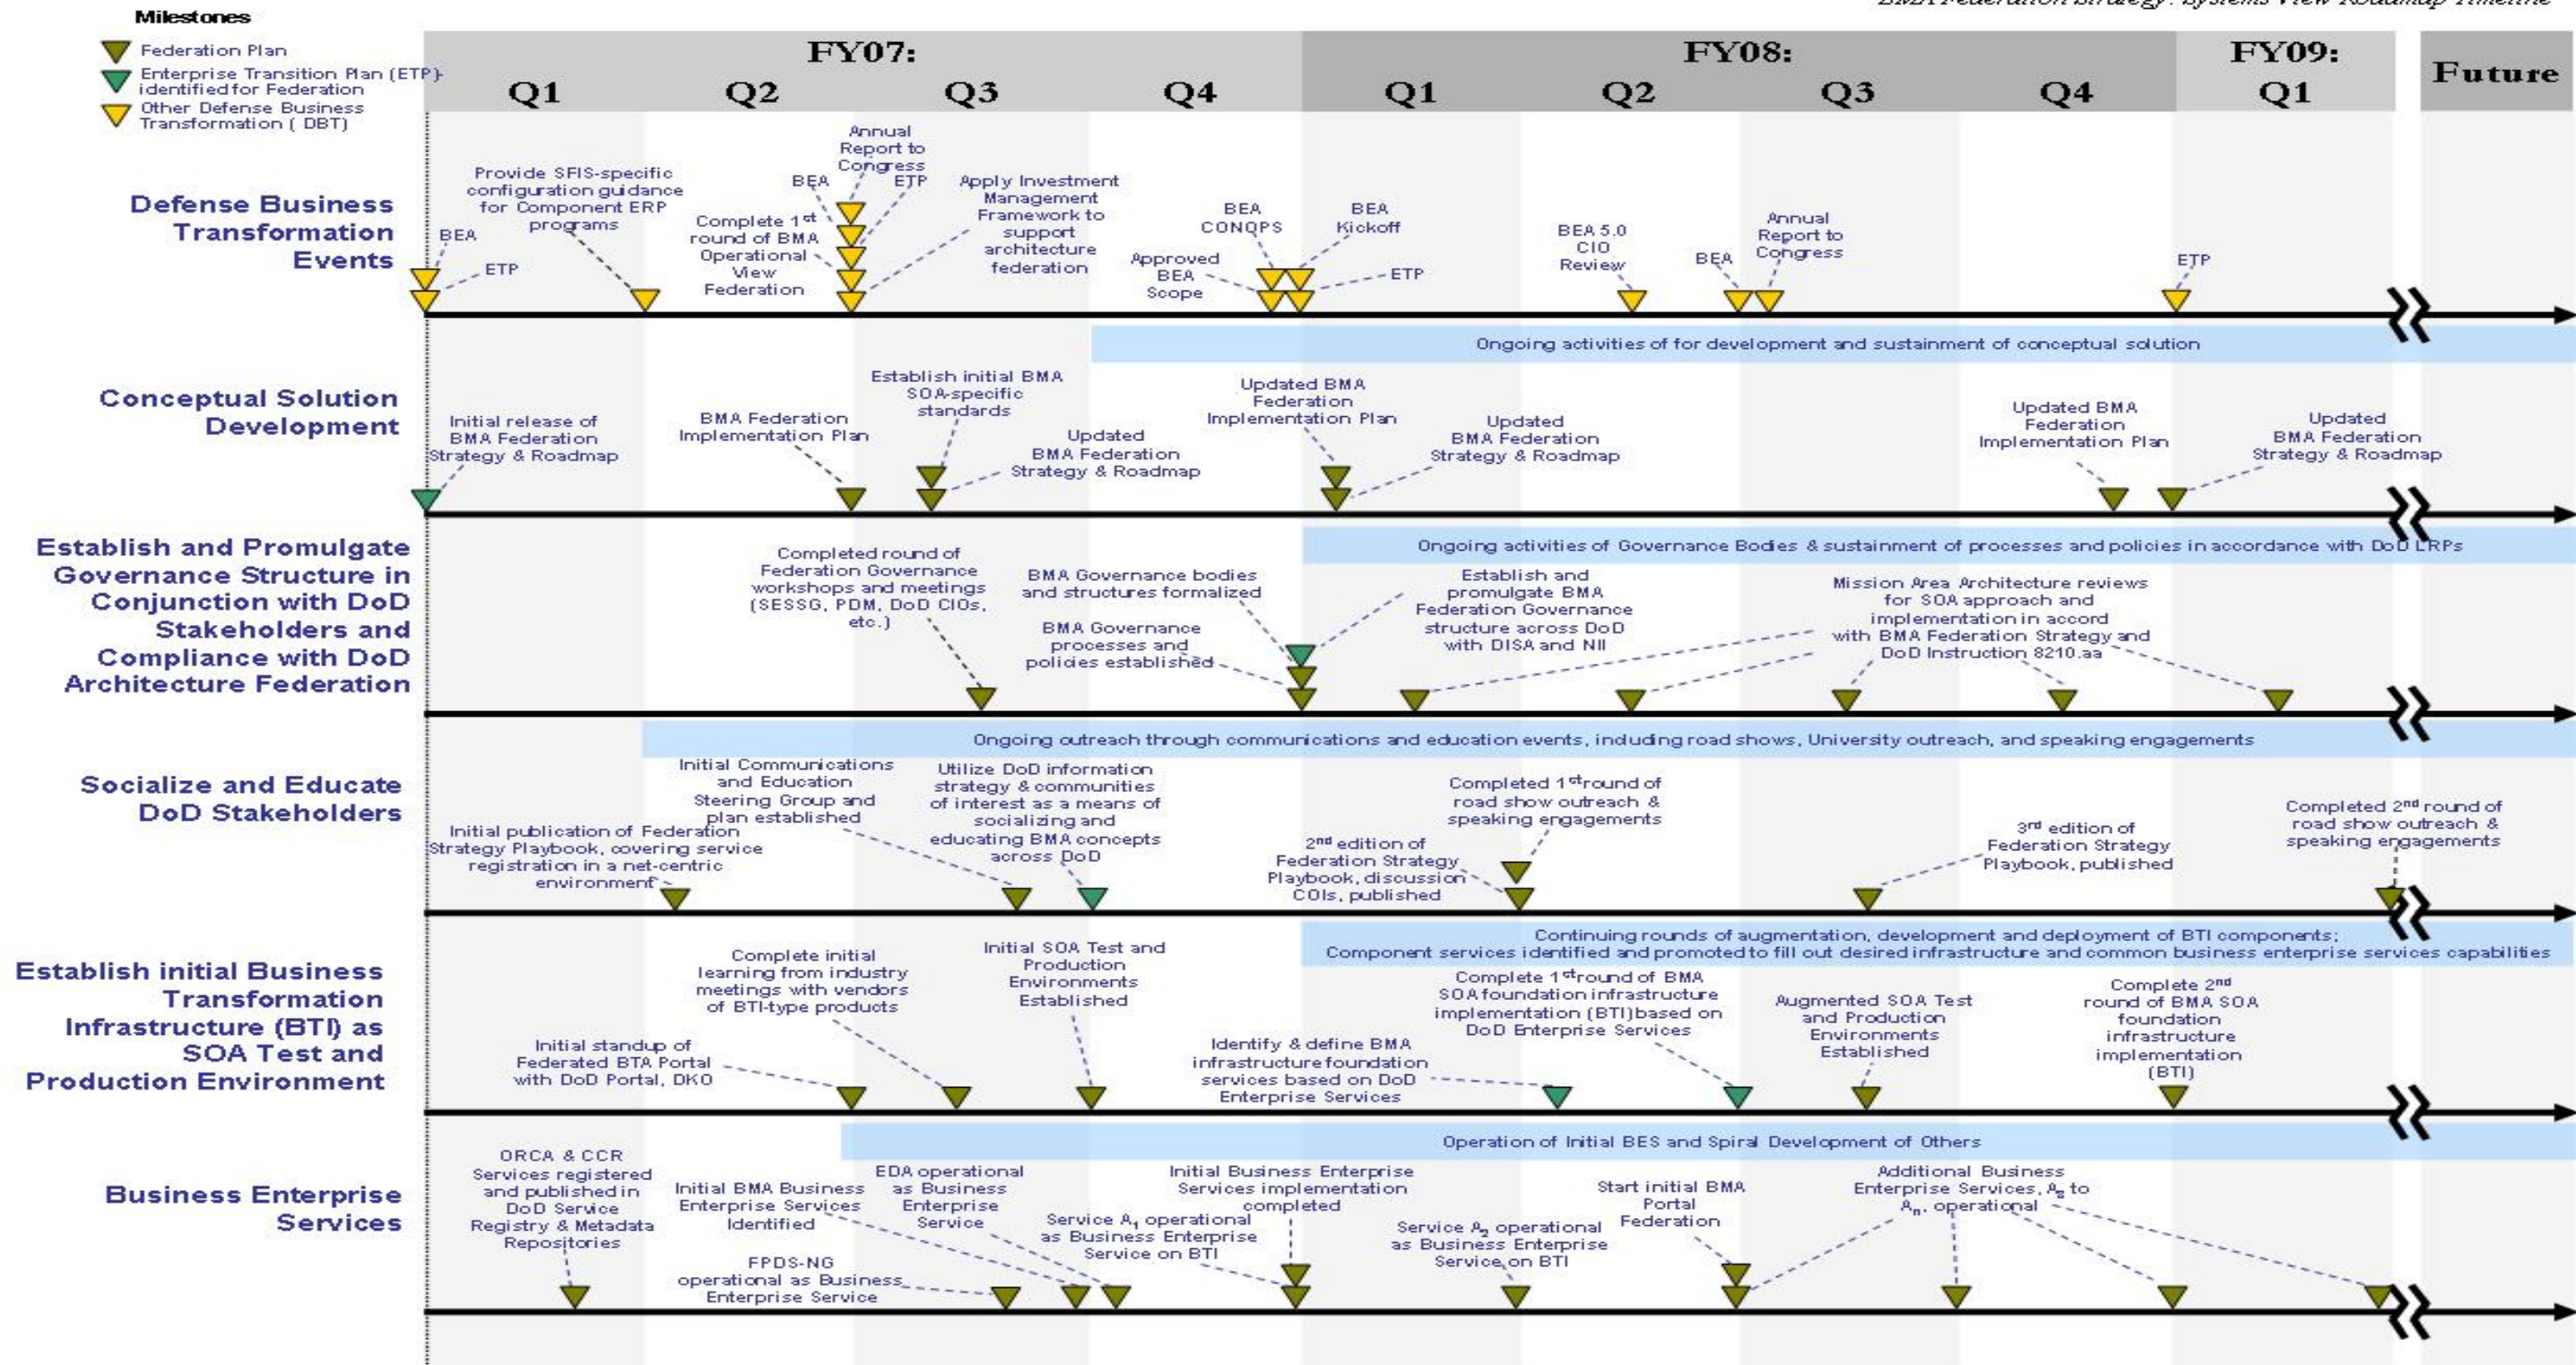 BMA Federation Strategy: Systems View Roadmap Timeline
Milestones
Federation Plan
Enterprise Transition Plan (ETP)-
identified for Federation
Other Defense Business
Transformation ( DBT)
FY07:
Q1
Q2
Q3
Q4
FY08:
Q1
Q2
Q3
Q4
FY09:
Q1
Future
Defense Business
Transformation
Events
BEA
ETP
Provide SFIS-specific
configuration guidance
for Component ERP
programs
Complete 1st
round of BMA
Operational
View
Federation
BEA
Annual
Report to
Congress
ETP
Apply Investment
Management
Framework to
support
architecture
federation
Approved
BEA
Scope
BEA
CONOPS
BEA
Kickoff
ETP
BEA 5.0
CIO
Review
BEA
Annual
Report to
Congress
ETP
Ongoing activities of for development and sustainment of conceptual solution
Conceptual Solution
Development
Initial release of
BMA Federation
Strategy & Roadmap
BMA Federation
Implementation Plan
Establish initial BMA
SOA-specific
standards
Updated
BMA Federation
Strategy & Roadmap
Updated BMA
Federation
Implementation Plan
Updated
BMA Federation
Strategy & Roadmap
Updated BMA
Federation
Implementation Plan
Updated
BMA Federation
Strategy & Roadmap
Ongoing activities of Governance Bodies & sustainment of processes and policies in accordance with DoD LRPs
Establish and Promulgate
Governance Structure in
Conjunction with DoD
Stakeholders and
Compliance with DoD
Architecture Federation
Completed round of
Federation Governance
workshops and meetings
(SESSG, PDM, DoD CIOs,
etc.)
BMA Governance bodies
and structures formalized
BMA Governance
processes and
policies established
Establish and
promulgate BMA
Federation Governance
structure across DoD
with DISA and NII
Mission Area Architecture reviews
for SOA approach and
implementation in accord
with BMA Federation Strategy and
DoD Instruction 8210.aa
Ongoing outreach through communications and education events, including road shows, University outreach, and speaking engagements
Socialize and Educate
DoD Stakeholders
Initial publication of Federation
Strategy Playbook, covering service
registration in a net-centric
environment
Initial Communications
and Education
Steering Group and
plan established
Utilize DoD information
strategy & communities
of interest as a means of
socializing and
educating BMA concepts
across DoD
2nd edition of
Federation Strategy
Playbook, discussion
COIs, published
Completed 1st round of
road show outreach &
speaking engagements
3rd edition of
Federation Strategy
Playbook, published
Completed 2nd round of
road show outreach &
speaking engagements
Continuing rounds of augmentation, development and deployment of BTI components;
Component services identified and promoted to fill out desired infrastructure and common business enterprise services capabilities
Establish initial Business
Transformation
Infrastructure (BTI) as
SOA Test and
Production Environment
Initial standup of
Federated BTA Portal
with DoD Portal, DKO
Complete initial
learning from industry
meetings with vendors
of BTI-type products
Initial SOA Test and
Production
Environments
Established
Identify & define BMA
infrastructure foundation
services based on DoD
Enterprise Services
Complete 1st round of BMA
SOA foundation infrastructure
implementation (BTI) based on
DoD Enterprise Services
Augmented SOA Test
and Production
Environments
Established
Complete 2nd
round of BMA SOA
foundation
infrastructure
implementation
(BTI)
Operation of Initial BES and Spiral Development of Others
Business Enterprise
Services
ORCA & CCR
Services registered
and published in
DoD Service
Registry & Metadata
Repositories
Initial BMA Business
Enterprise Services
Identified
FPDS-NG
operational as Business
Enterprise Service
EDA operational
as Business
Enterprise
Service
Service A1 operational
as Business Enterprise
Service on BTI
Initial Business Enterprise
Services implementation
completed
Service A2 operational
as Business Enterprise
Service on BTI
Start initial BMA
Portal
Federation
Additional Business
Enterprise Services, A3 to
An, operational